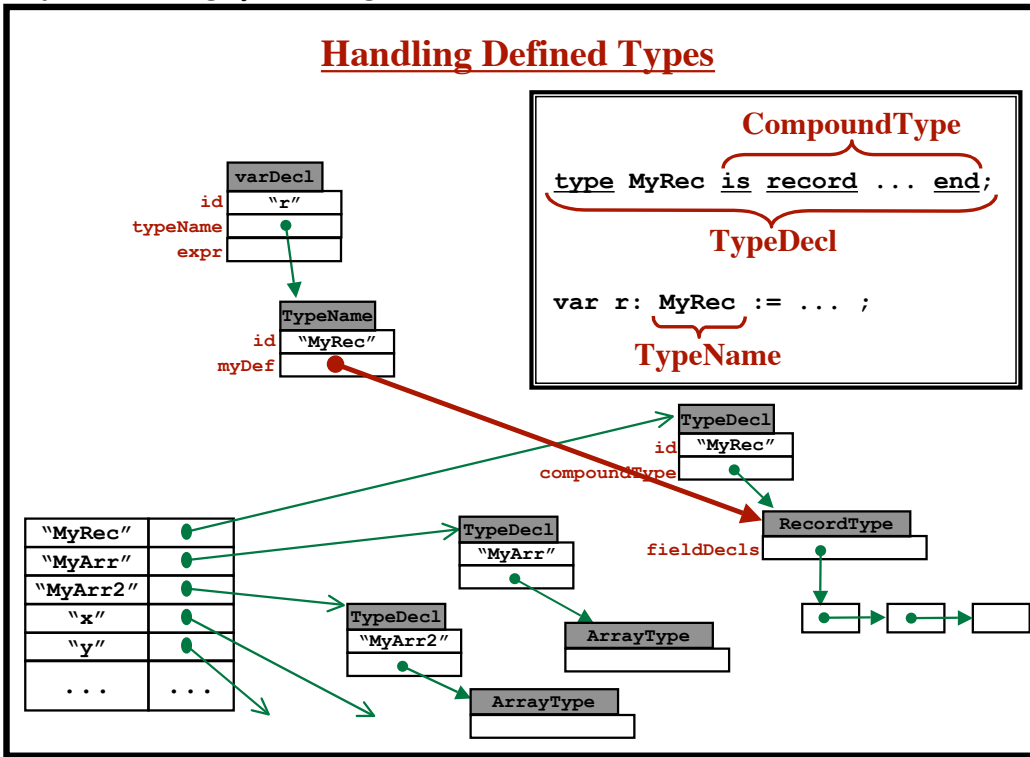 Handling Defined Types
CompoundType
type MyRec is record ... end;
TypeDecl
var r: MyRec := ... ;
TypeName
varDecl
id “r”
typeName
expr
TypeName
id “MyRec”
myDef
TypeDecl
id “MyRec”
compoundType
RecordType
fieldDecls
“MyRec”
“MyArr”
“MyArr2”
“x”
“y”
... ...
TypeDecl
“MyArr”
ArrayType
TypeDecl
“MyArr2”
ArrayType